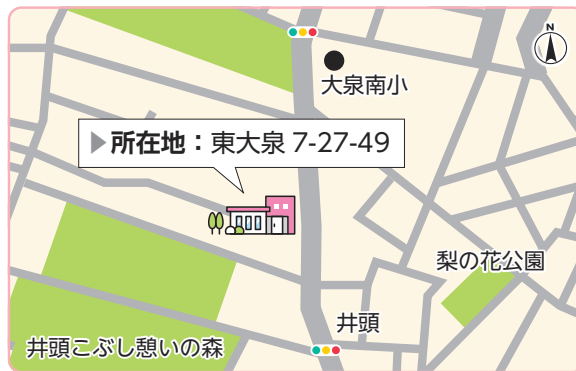 N
大泉南小
▶所在地：東大泉 7-27-49
梨の花公園
井頭
井頭こぶし憩いの森